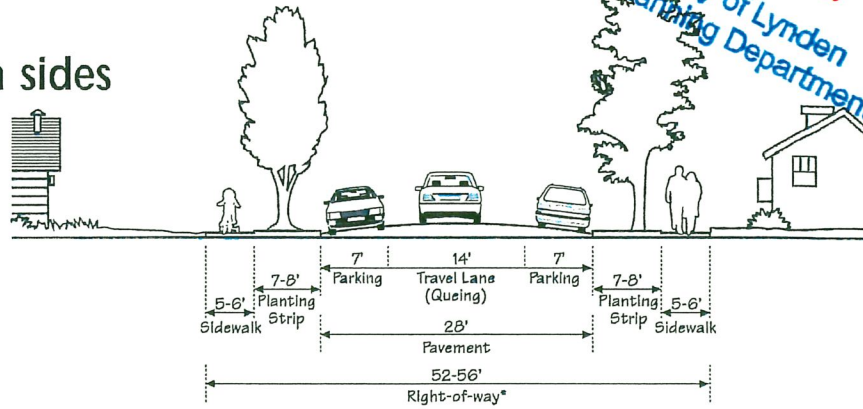 sides
of Lynden
Planning Department
7' 14' 7'
7-8' Parking Travel Lane Parking 7-8'
5-6' Planting (Queing) Planting 5-6'
Sidewalk Strip Strip Sidewalk
28'
Pavement
52-56'
Right-of-way*